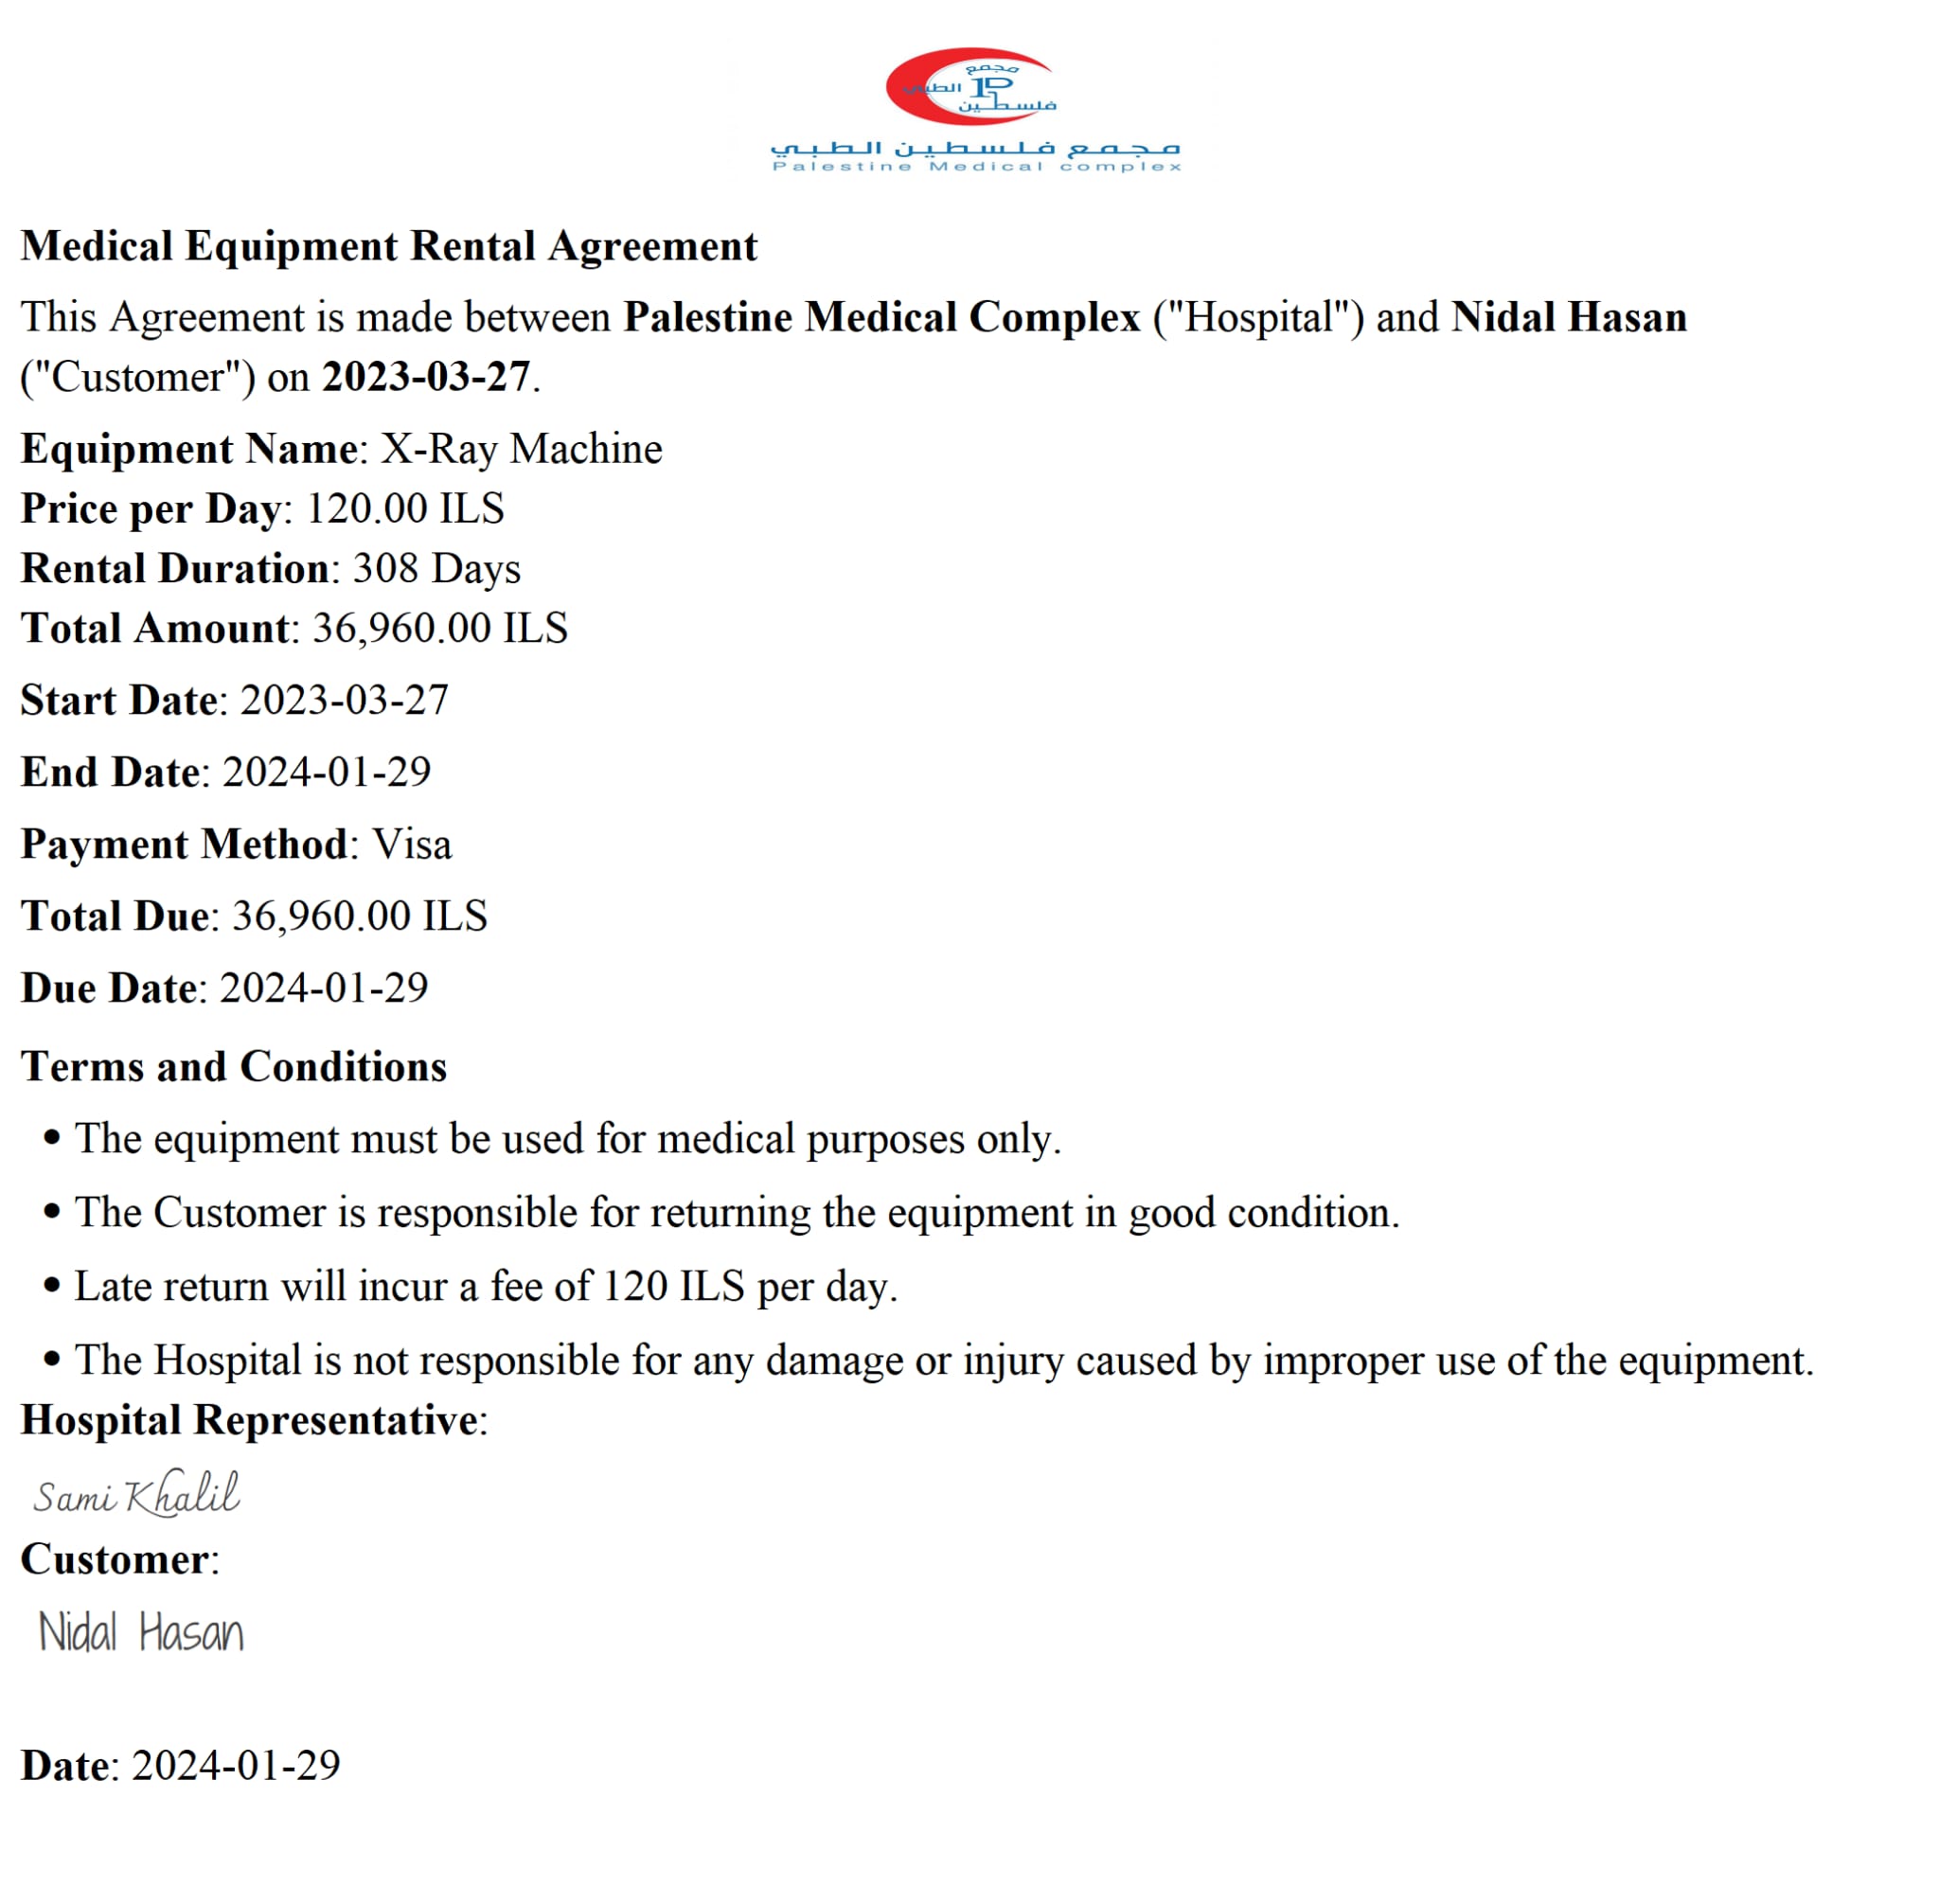 مجمع
الطبي
فلسطين
مجمع فلسطين الطبي
Palestine Medical complex
Medical Equipment Rental Agreement
This Agreement is made between Palestine Medical Complex ("Hospital") and Nidal Hasan
("Customer") on 2023-03-27.
Equipment Name: X-Ray Machine
Price per Day: 120.00 ILS
Rental Duration: 308 Days
Total Amount: 36,960.00 ILS
Start Date: 2023-03-27
End Date: 2024-01-29
Payment Method: Visa
Total Due: 36,960.00 ILS
Due Date: 2024-01-29
Terms and Conditions
• The equipment must be used for medical purposes only.
• The Customer is responsible for returning the equipment in good condition.
• Late return will incur a fee of 120 ILS per day.
• The Hospital is not responsible for any damage or injury caused by improper use of the equipment.
Hospital Representative:
Sami Khalil
Customer:
Nidal Hasan
Date: 2024-01-29